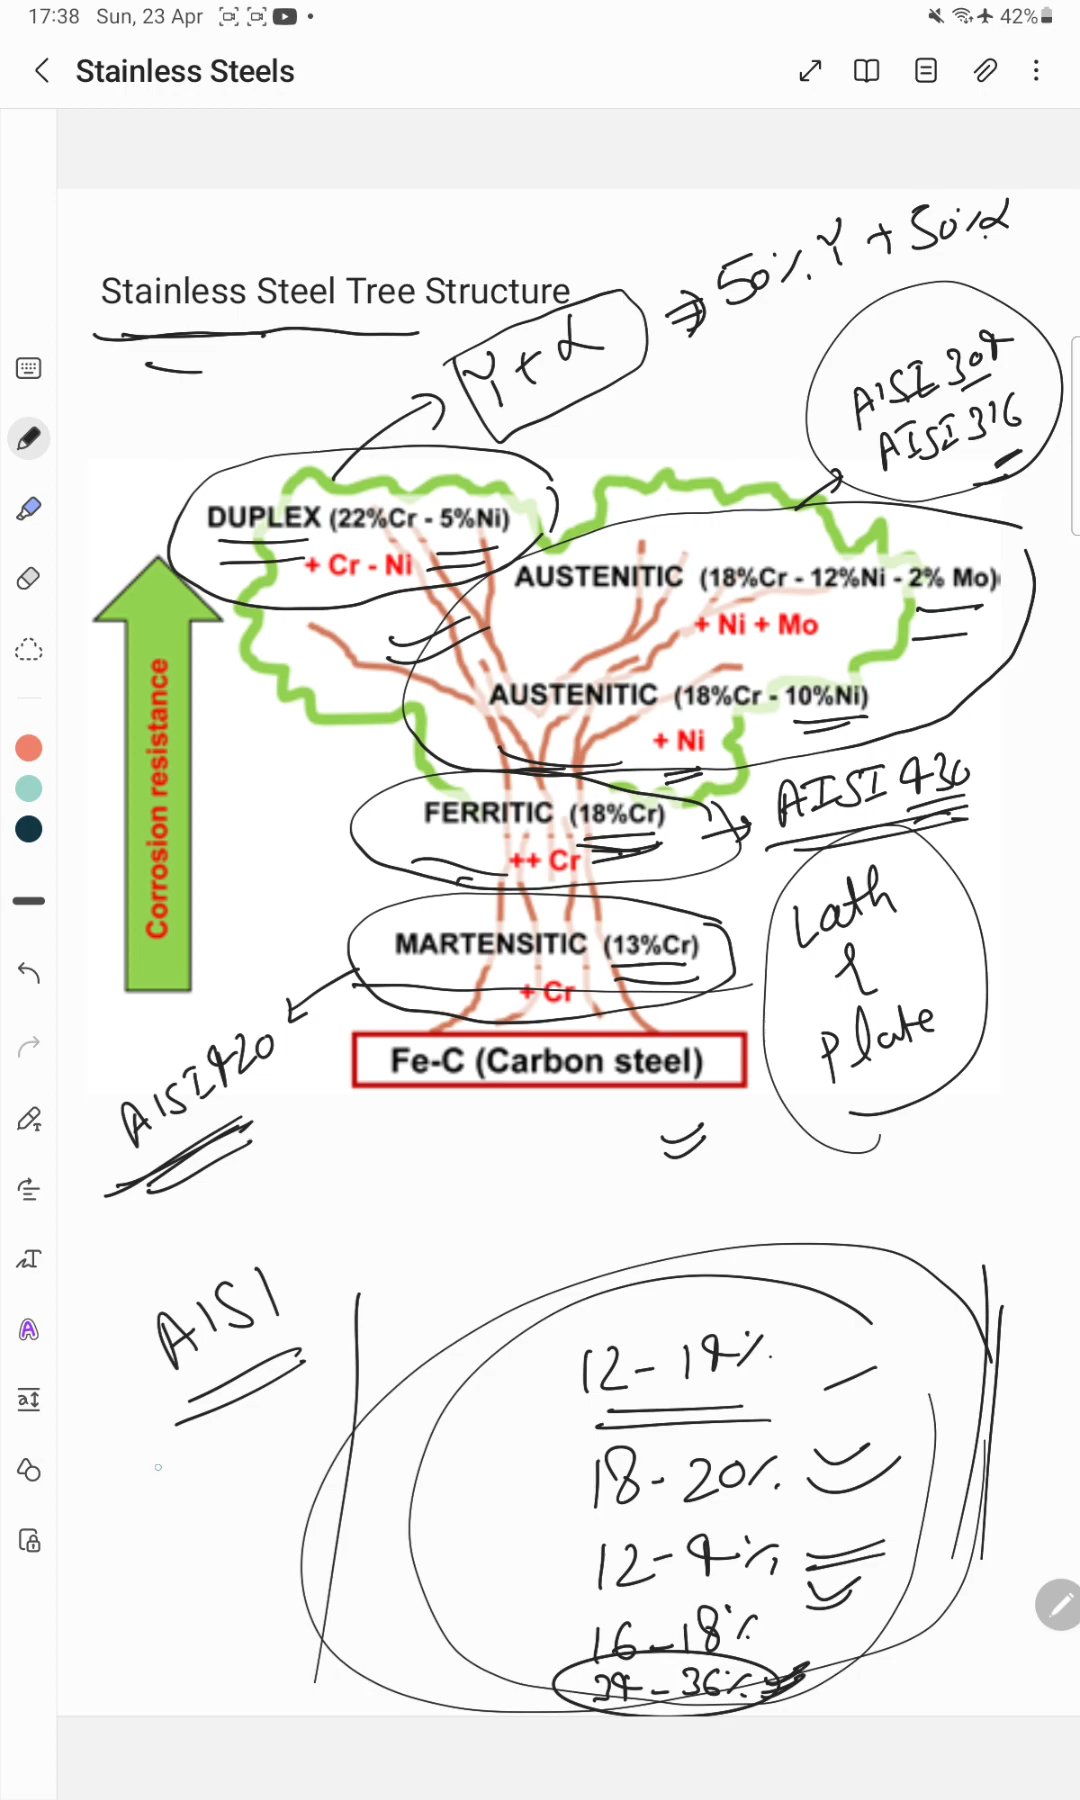 17:38 Sun, 23 Apr
42%
Stainless Steels
Stainless Steel Tree Structure
γ + α
⇒ 50% γ + 50% α
AISI 304
AISI 316
DUPLEX (22%Cr - 5%Ni)
+ Cr - Ni
AUSTENITIC (18%Cr - 12%Ni - 2% Mo)
+ Ni + Mo
AUSTENITIC (18%Cr - 10%Ni)
+ Ni
FERRITIC (18%Cr)
++ Cr
AISI 430
MARTENSITIC (13%Cr)
+ Cr
Lath
&
plate
Corrosion resistance
Fe-C (Carbon steel)
AISI 420
AISI
12 - 14%
18 - 20%
12 - 4%
16 - 18%
34 - 36%